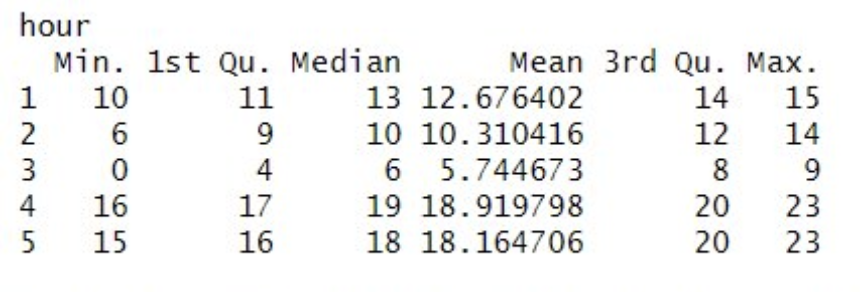 hour
Min. 1st Qu. Median Mean 3rd Qu. Max.
1 10 11 13 12.676402 14 15
2 6 9 10 10.310416 12 14
3 0 4 6 5.744673 8 9
4 16 17 19 18.919798 20 23
5 15 16 18 18.164706 20 23